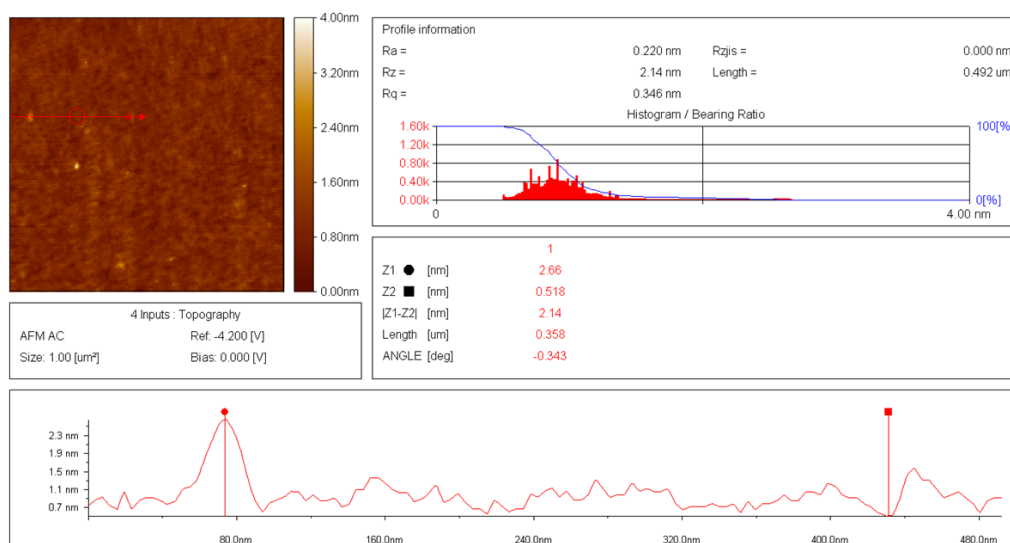 4.00nm
3.20nm
2.40nm
1.60nm
0.80nm
0.00nm
Profile information
Ra = 0.220 nm Rzjis = 0.000 nm
Rz = 2.14 nm Length = 0.492 um
Rq = 0.346 nm
Histogram / Bearing Ratio
1.60k 100[%]
1.20k
0.80k
0.40k
0.00k 0[%]
0 4.00 nm
1
Z1 [nm] 2.66
Z2 [nm] 0.518
|Z1-Z2| [nm] 2.14
Length [um] 0.358
ANGLE [deg] -0.343
4 Inputs : Topography
AFM AC Ref: -4.200 [V]
Size: 1.00 [um²] Bias: 0.000 [V]
2.3 nm
1.9 nm
1.5 nm
1.1 nm
0.7 nm
80.0nm 160.0nm 240.0nm 320.0nm 400.0nm 480.0nm